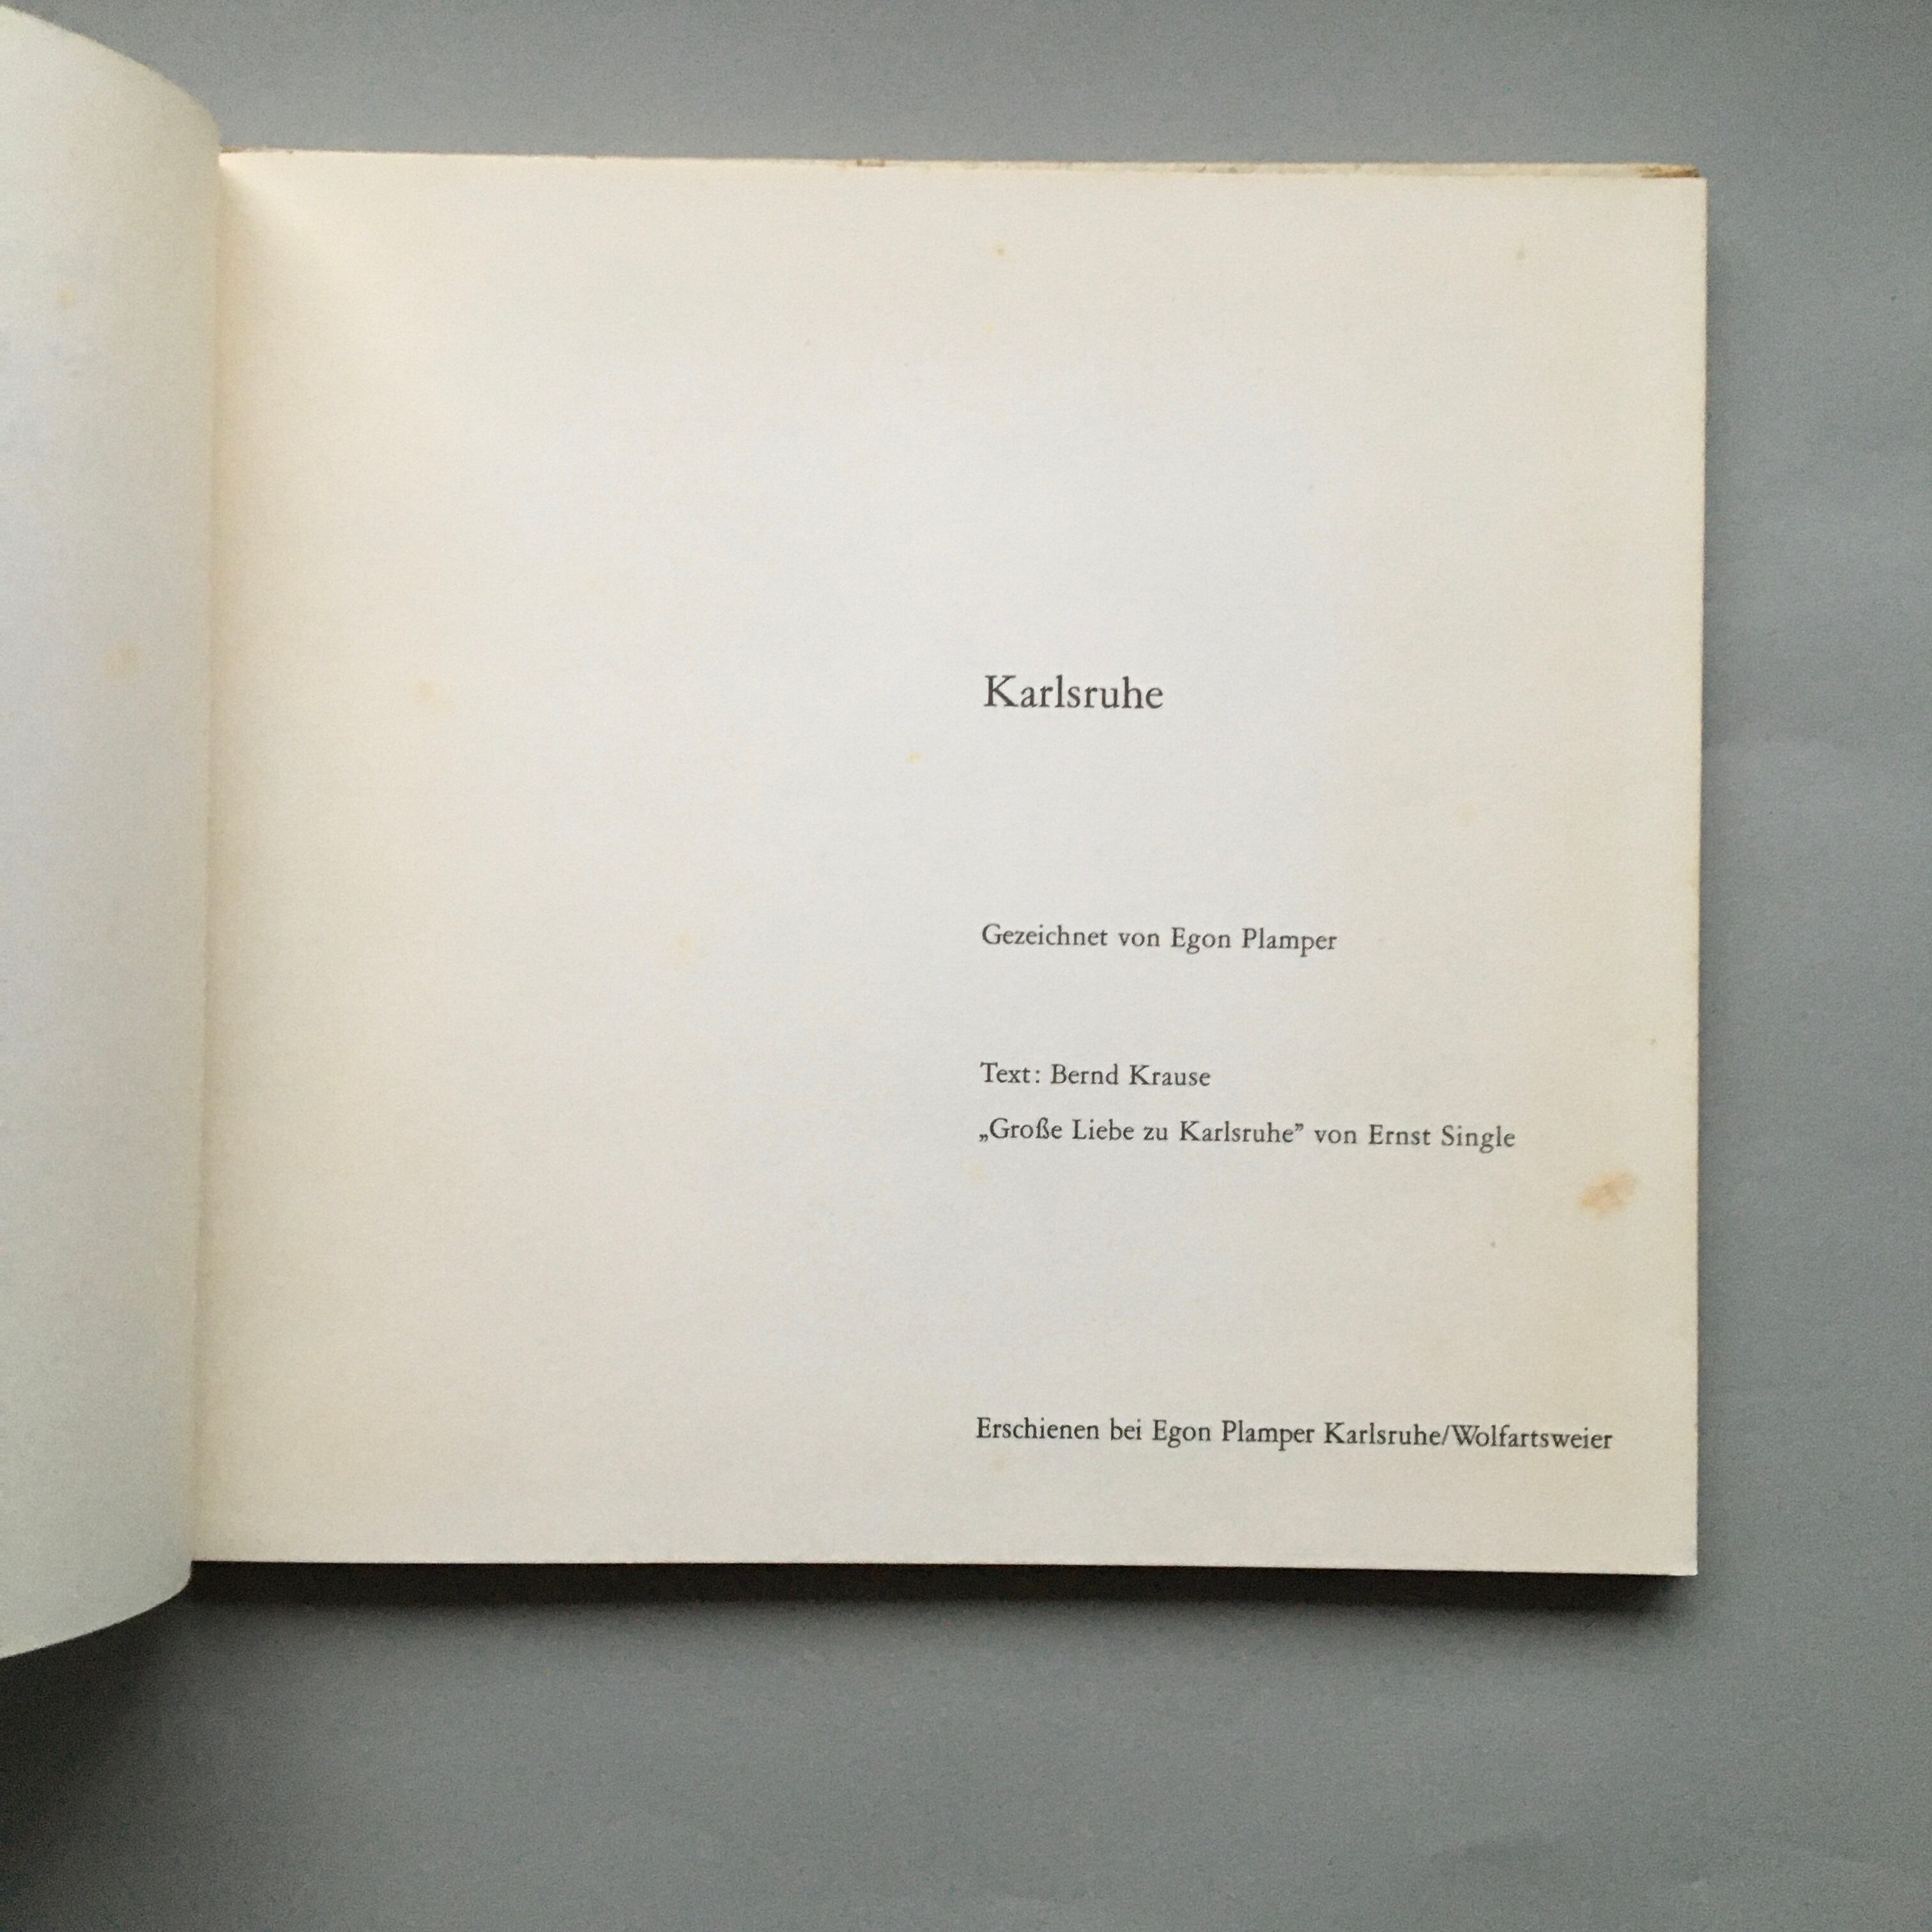 Karlsruhe
Gezeichnet von Egon Plamper
Text: Bernd Krause
„Große Liebe zu Karlsruhe” von Ernst Single
Erschienen bei Egon Plamper Karlsruhe/Wolfartsweier